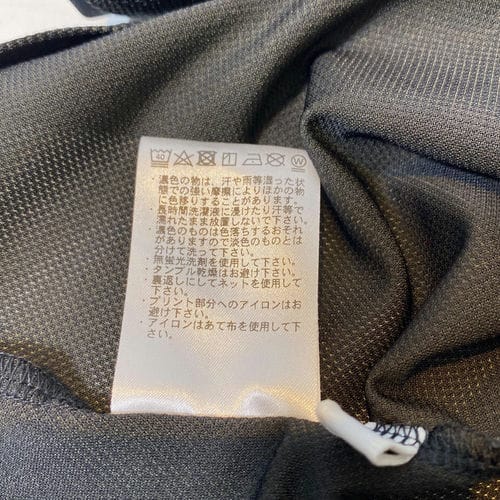 40 W
・濃色の物は、汗や雨等湿った状
態での強い摩擦によりほかの物
に色移りすることがあります。
・長時間洗濯液に浸けたり汗等で
濡れたまま放置しないで下さい。
・濃色のものは色落ちするおそれ
がありますので淡色のものとは
分けて洗って下さい。
・無蛍光洗剤を使用して下さい。
・タンブル乾燥はお避け下さい。
・裏返しにしてネットを使用して
下さい。
・プリント部分へのアイロンはお
避け下さい。
・アイロンはあて布を使用して下さい。